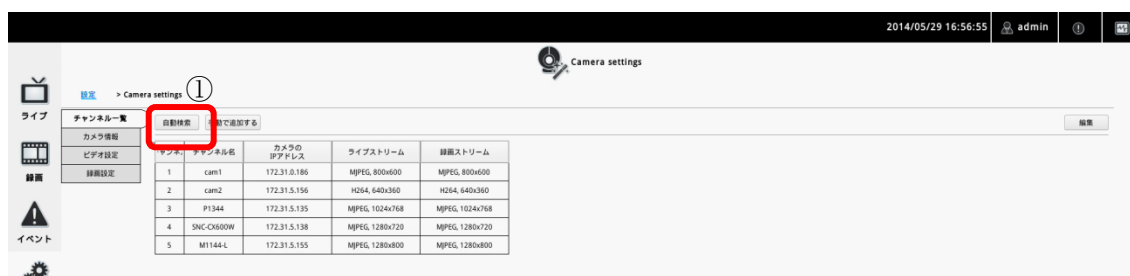 2014/05/29 16:56:55 admin
Camera settings
設定 > Camera settings ①
ライブ
録画
イベント
チャンネル一覧
カメラ情報
ビデオ設定
録画設定
自動検索 動で追加する 編集
ャンネ. チャンネル名 カメラの IPアドレス ライブストリーム 録画ストリーム
1 cam1 172.31.0.186 MJPEG, 800x600 MJPEG, 800x600
2 cam2 172.31.5.156 H264, 640x360 H264, 640x360
3 P1344 172.31.5.135 MJPEG, 1024x768 MJPEG, 1024x768
4 SNC-CX600W 172.31.5.138 MJPEG, 1280x720 MJPEG, 1280x720
5 M1144-L 172.31.5.155 MJPEG, 1280x800 MJPEG, 1280x800